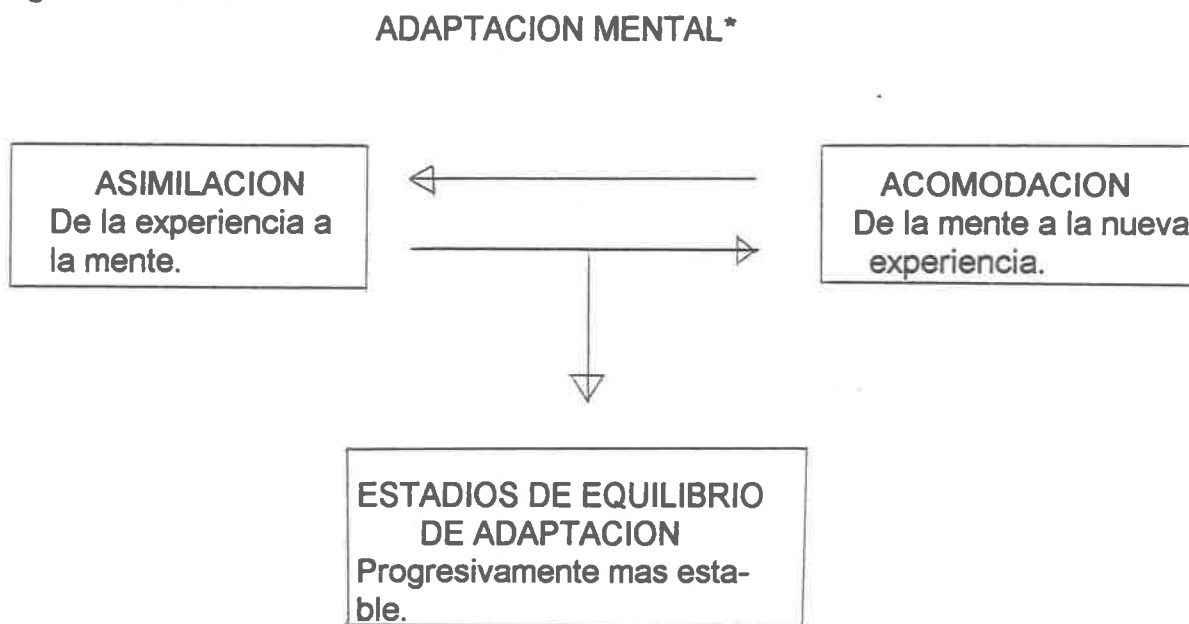 ADAPTACION MENTAL*
ASIMILACION
De la experiencia a
la mente.
ACOMODACION
De la mente a la nueva
experiencia.
ESTADIOS DE EQUILIBRIO
DE ADAPTACION
Progresivamente mas esta-
ble.